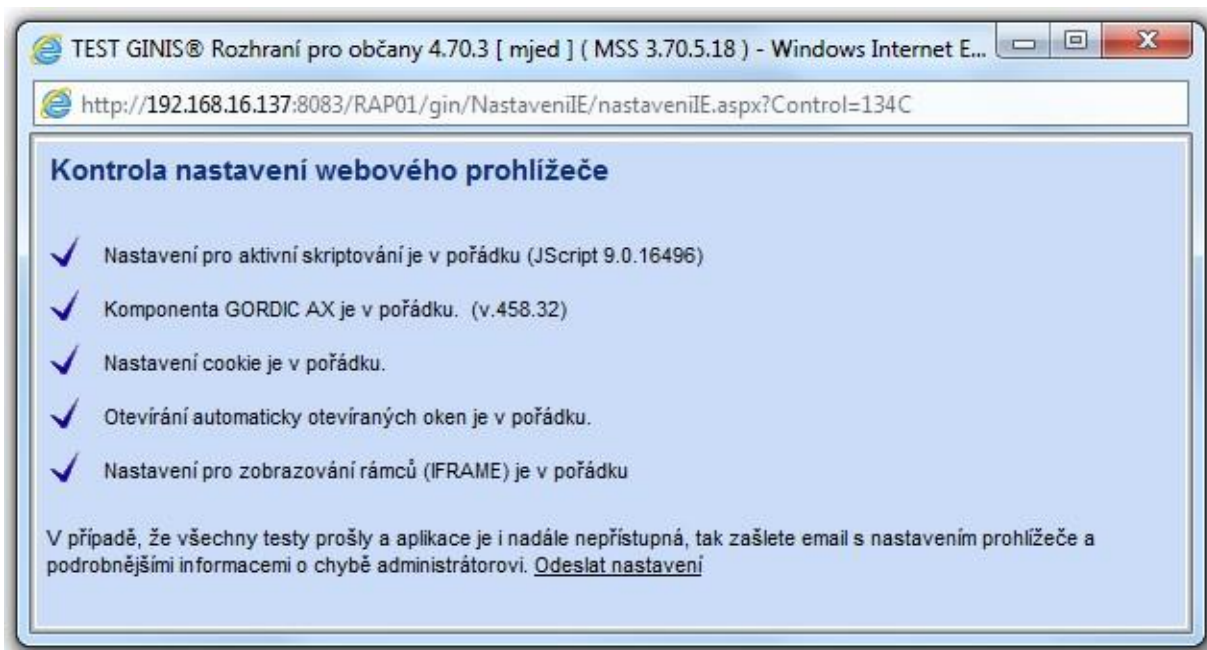 TEST GINIS® Rozhraní pro občany 4.70.3 [ mjed ] ( MSS 3.70.5.18 ) - Windows Internet E...
http://192.168.16.137:8083/RAP01/gin/NastaveniIE/nastaveniIE.aspx?Control=134C
Kontrola nastavení webového prohlížeče
Nastavení pro aktivní skriptování je v pořádku (JScript 9.0.16496)
Komponenta GORDIC AX je v pořádku. (v.458.32)
Nastavení cookie je v pořádku.
Otevírání automaticky otevíraných oken je v pořádku.
Nastavení pro zobrazování rámců (IFRAME) je v pořádku
V případě, že všechny testy prošly a aplikace je i nadále nepřístupná, tak zašlete email s nastavením prohlížeče a
podrobnějšími informacemi o chybě administrátorovi. Odeslat nastavení